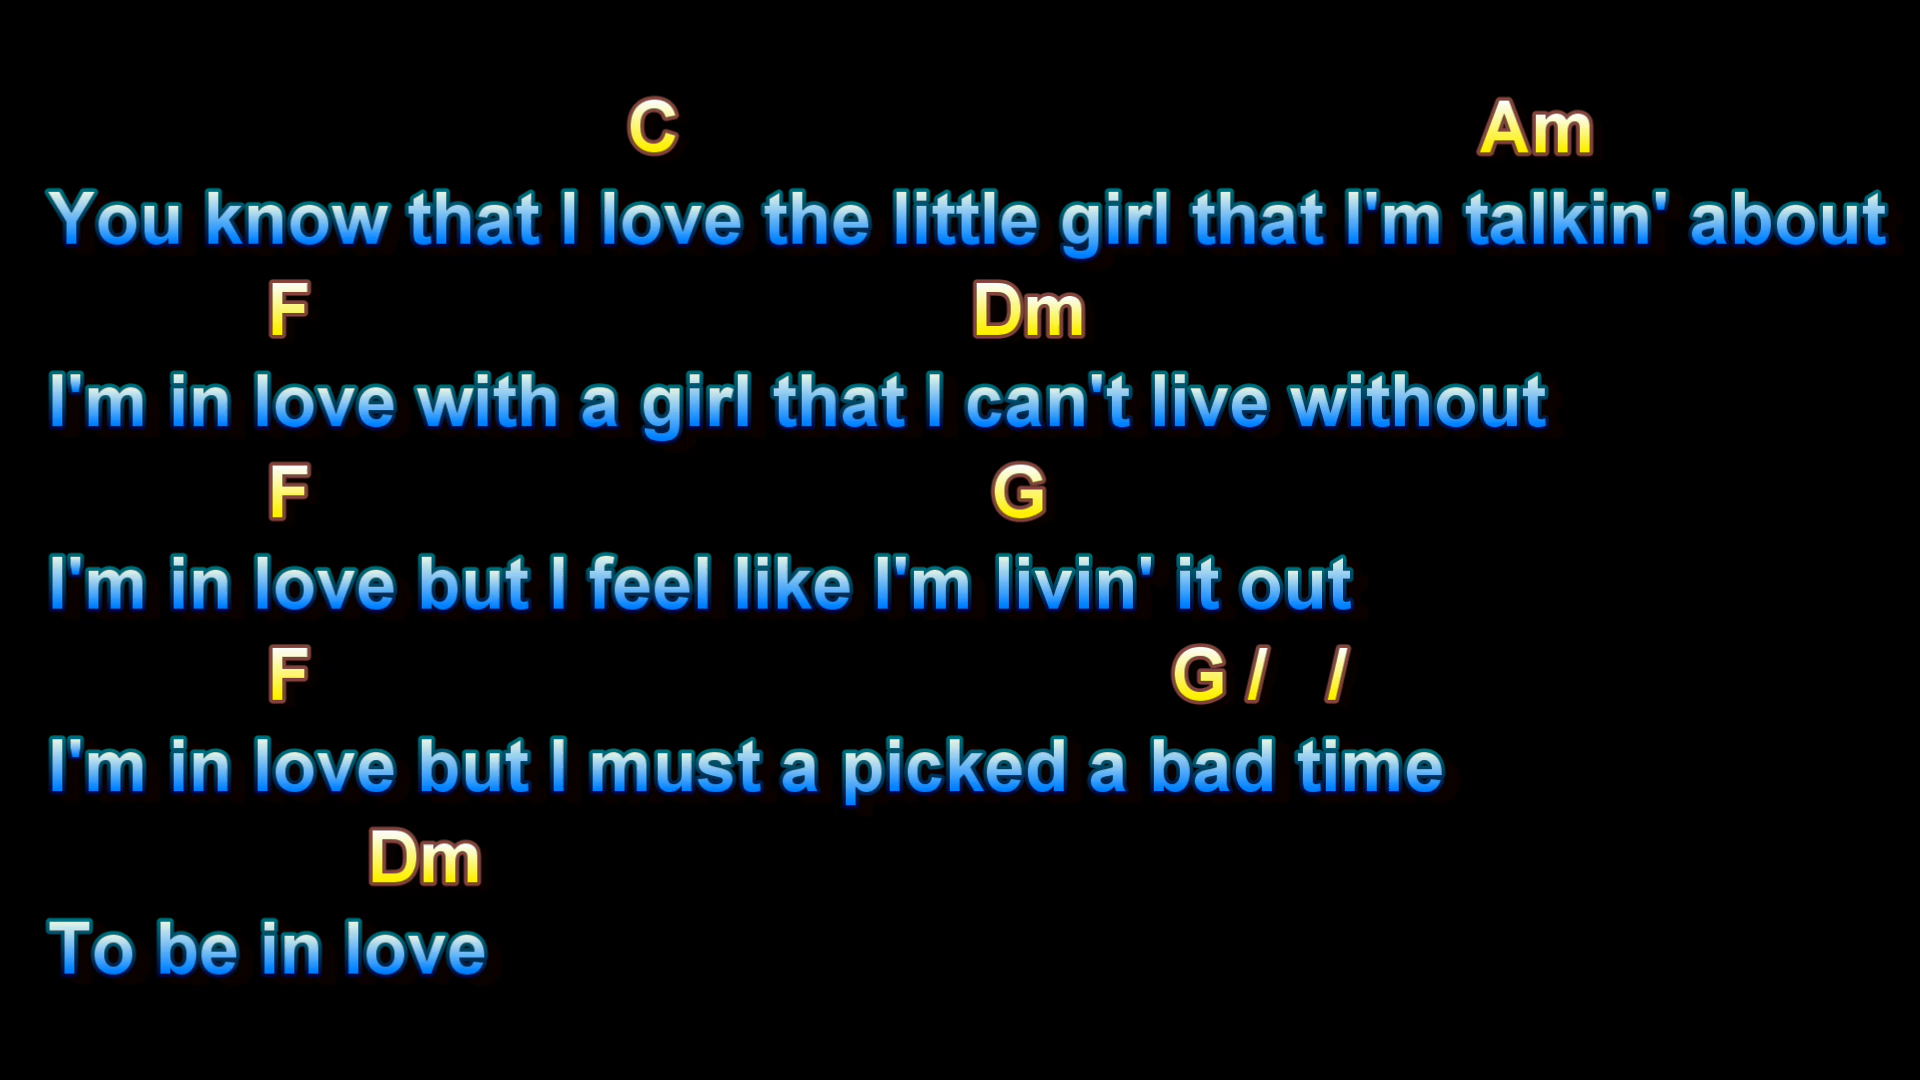 C Am
You know that I love the little girl that I'm talkin' about
F Dm
I'm in love with a girl that I can't live without
F G
I'm in love but I feel like I'm livin' it out
F G / /
I'm in love but I must a picked a bad time
Dm
To be in love